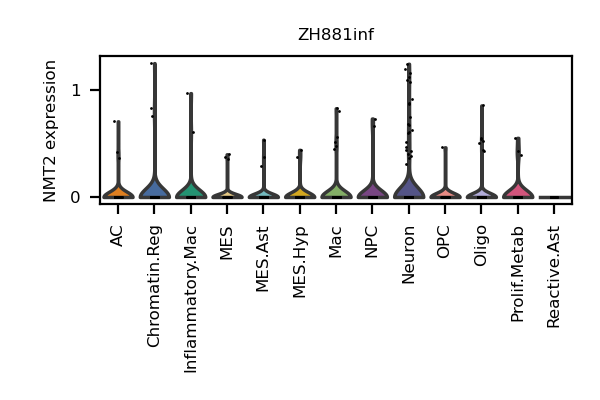 ZH881inf
NMT2 expression
1
0
AC
Chromatin.Reg
Inflammatory.Mac
MES
MES.Ast
MES.Hyp
Mac
NPC
Neuron
OPC
Oligo
Prolif.Metab
Reactive.Ast